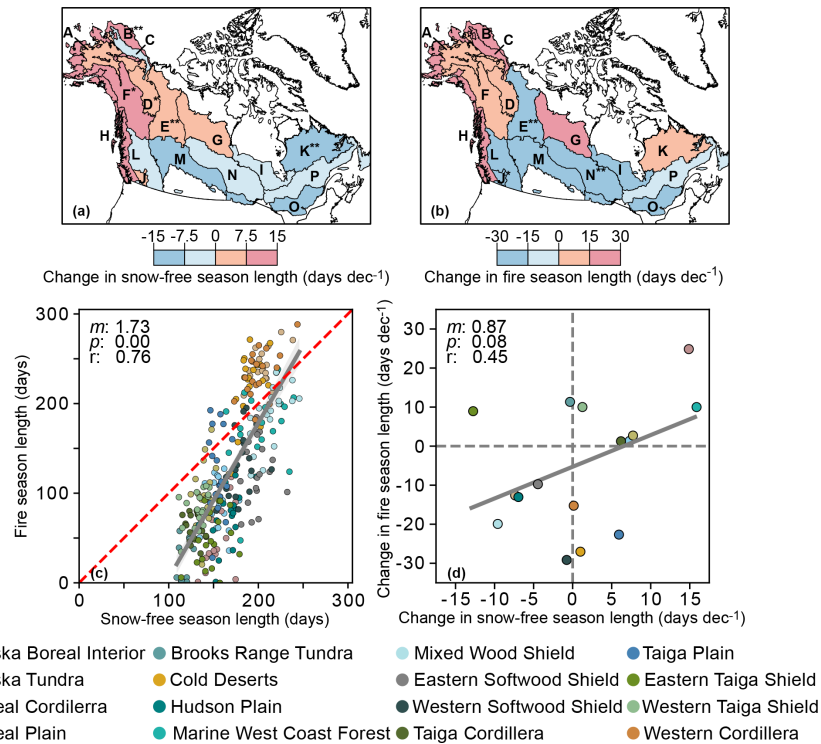 A B** C
F* D*
E**
H G
L M K**
N I P
O
(a)
-15 -7.5 0 7.5 15
Change in snow-free season length (days dec-1)
A B C
F D
E**
H G
L M K
N** I P
O
(b)
-30 -15 0 15 30
Change in fire season length (days dec-1)
300
200
100
0
Fire season length (days)
m: 1.73
p: 0.00
r: 0.76
(c)
0 100 200 300
Snow-free season length (days)
30
20
10
0
-10
-20
-30
Change in fire season length (days dec-1)
m: 0.87
p: 0.08
r: 0.45
(d)
-15 -10 -5 0 5 10 15
Change in snow-free season length (days dec-1)
ka Boreal Interior Brooks Range Tundra Mixed Wood Shield Taiga Plain
ka Tundra Cold Deserts Eastern Softwood Shield Eastern Taiga Shield
eal Cordilerra Hudson Plain Western Softwood Shield Western Taiga Shield
eal Plain Marine West Coast Forest Taiga Cordillera Western Cordillera